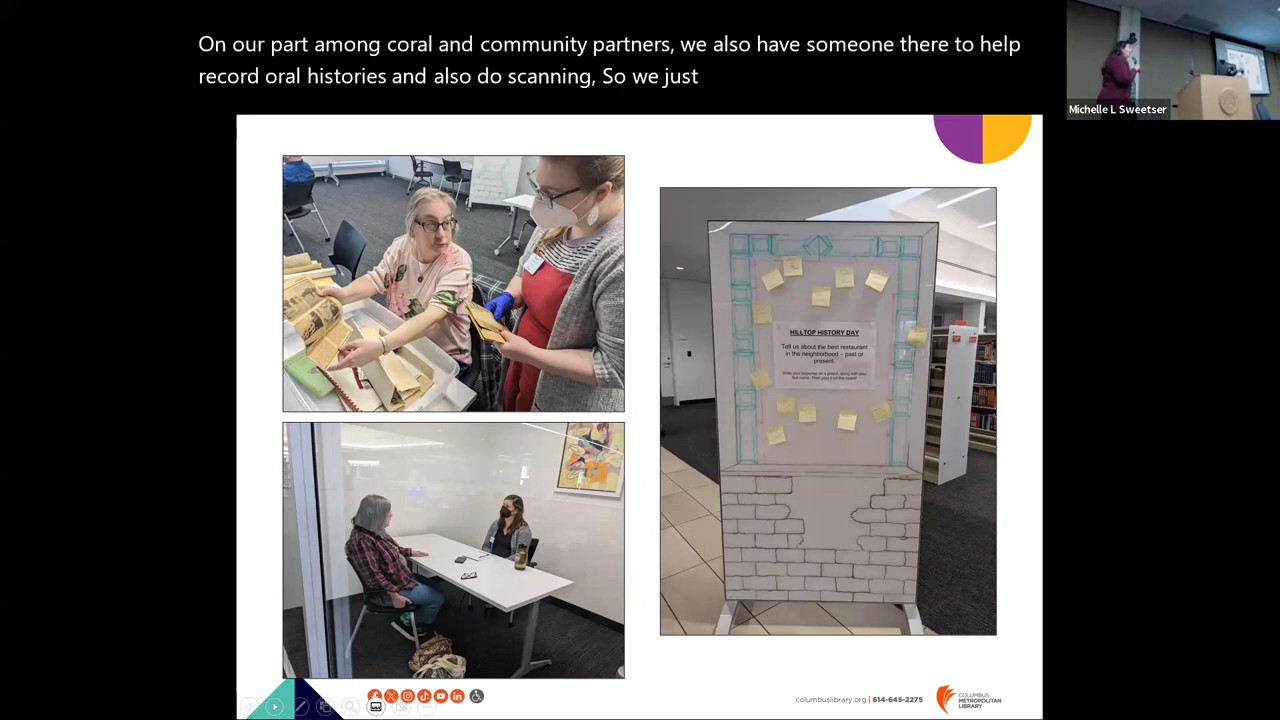 On our part among coral and community partners, we also have someone there to help
record oral histories and also do scanning, So we just
Michelle L Sweetser
HILLTOP HISTORY DAY
Tell us about the best restaurant
in the neighborhood – past or
present.
columbuslibrary.org | 614-645-2275
COLUMBUS
METROPOLITAN
LIBRARY